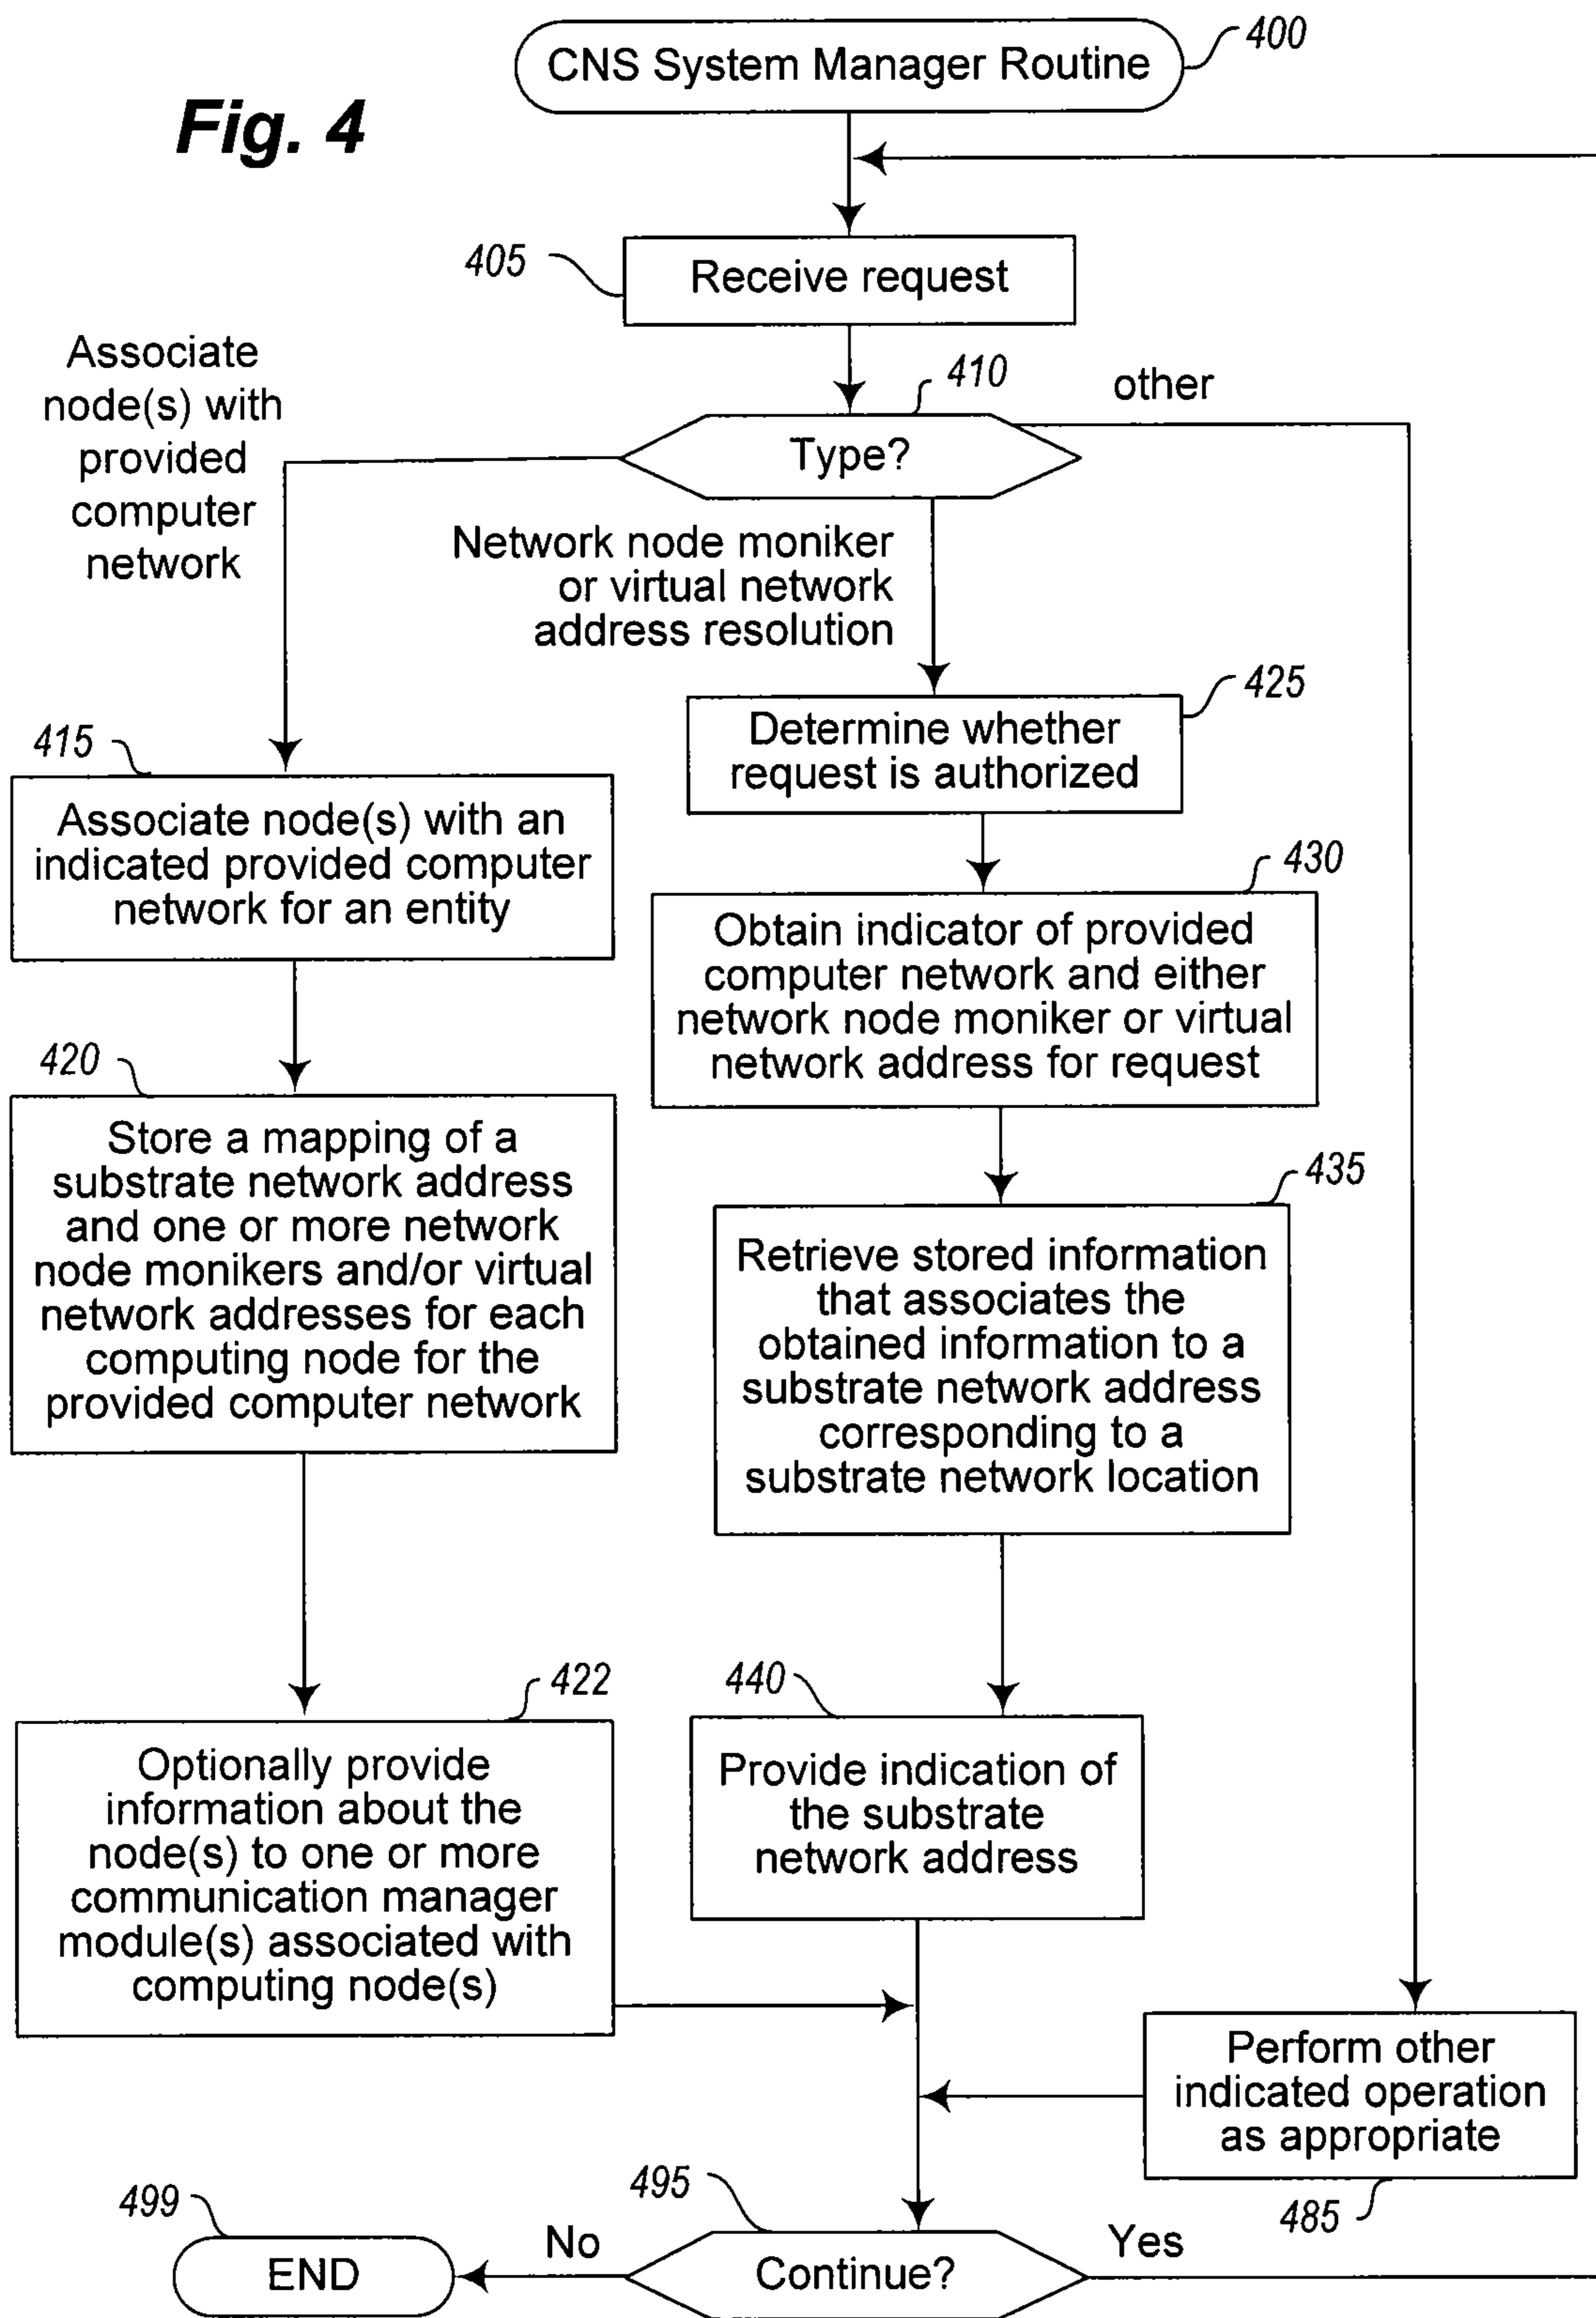 Fig. 4
CNS System Manager Routine
400
405
Receive request
Associate
node(s) with
provided
computer
network
410
other
Type?
Network node moniker
or virtual network
address resolution
425
Determine whether
request is authorized
415
Associate node(s) with an
indicated provided computer
network for an entity
430
Obtain indicator of provided
computer network and either
network node moniker or virtual
network address for request
420
Store a mapping of a
substrate network address
and one or more network
node monikers and/or virtual
network addresses for each
computing node for the
provided computer network
435
Retrieve stored information
that associates the
obtained information to a
substrate network address
corresponding to a
substrate network location
422
Optionally provide
information about the
node(s) to one or more
communication manager
module(s) associated with
computing node(s)
440
Provide indication of
the substrate
network address
Perform other
indicated operation
as appropriate
485
495
Continue?
Yes
No
499
END